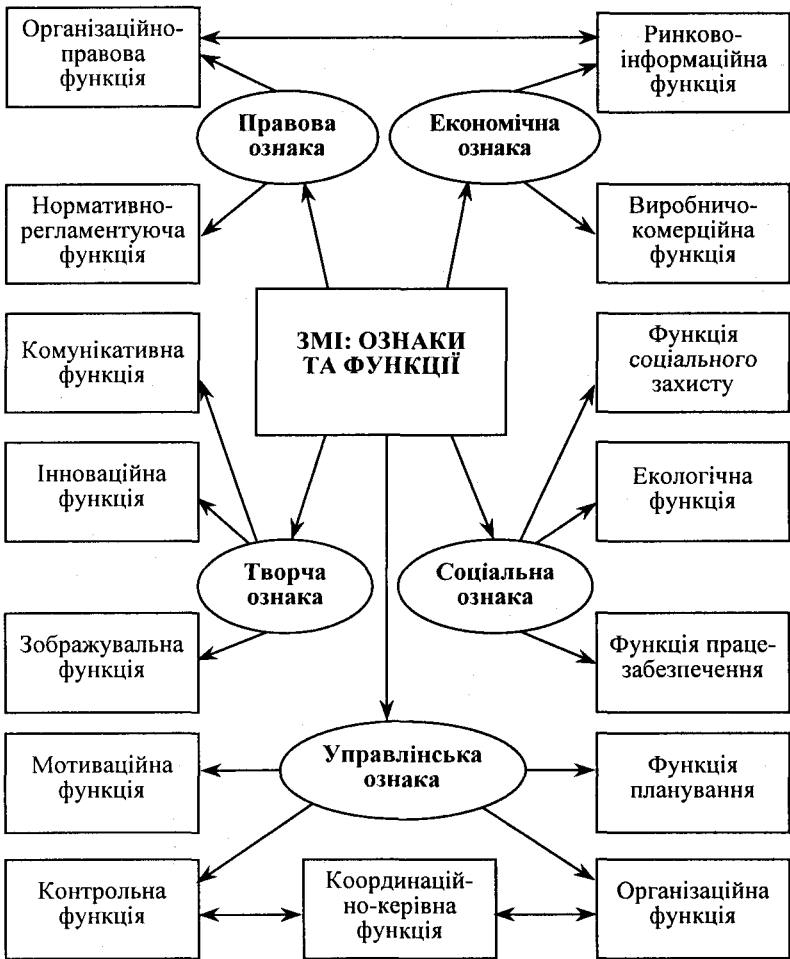 Організаційно-
правова
функція
Ринково-
інформаційна
функція
Правова
ознака
Економічна
ознака
Нормативно-
регламентуюча
функція
Виробничо-
комерційна
функція
ЗМІ: ОЗНАКИ
ТА ФУНКЦІЇ
Комунікативна
функція
Функція
соціального
захисту
Інноваційна
функція
Екологічна
функція
Творча
ознака
Соціальна
ознака
Зображувальна
функція
Функція праце-
забезпечення
Управлінська
ознака
Мотиваційна
функція
Функція
планування
Контрольна
функція
Координацій-
но-керівна
функція
Організаційна
функція